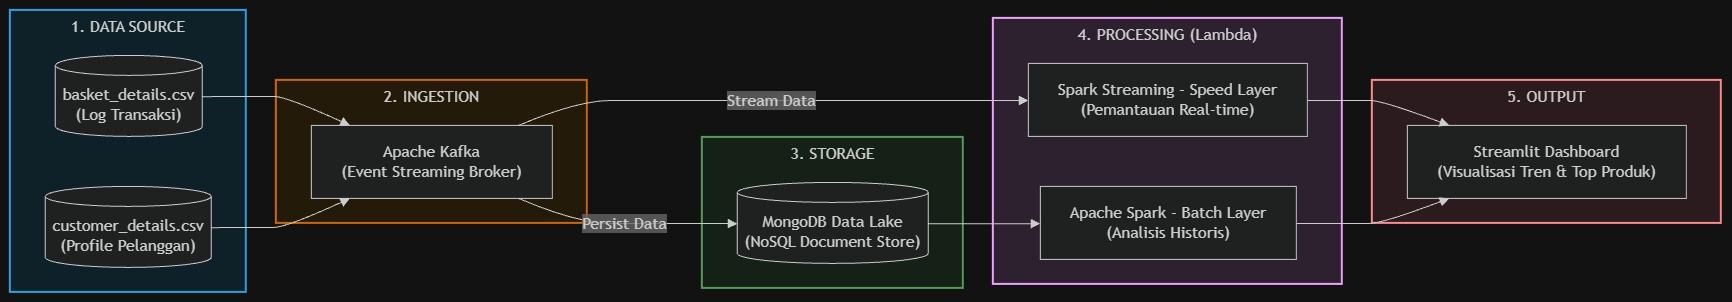 1. DATA SOURCE
basket_details.csv
(Log Transaksi)
customer_details.csv
(Profile Pelanggan)
2. INGESTION
Apache Kafka
(Event Streaming Broker)
Stream Data
Persist Data
3. STORAGE
MongoDB Data Lake
(NoSQL Document Store)
4. PROCESSING (Lambda)
Spark Streaming - Speed Layer
(Pemantauan Real-time)
Apache Spark - Batch Layer
(Analisis Historis)
5. OUTPUT
Streamlit Dashboard
(Visualisasi Tren & Top Produk)